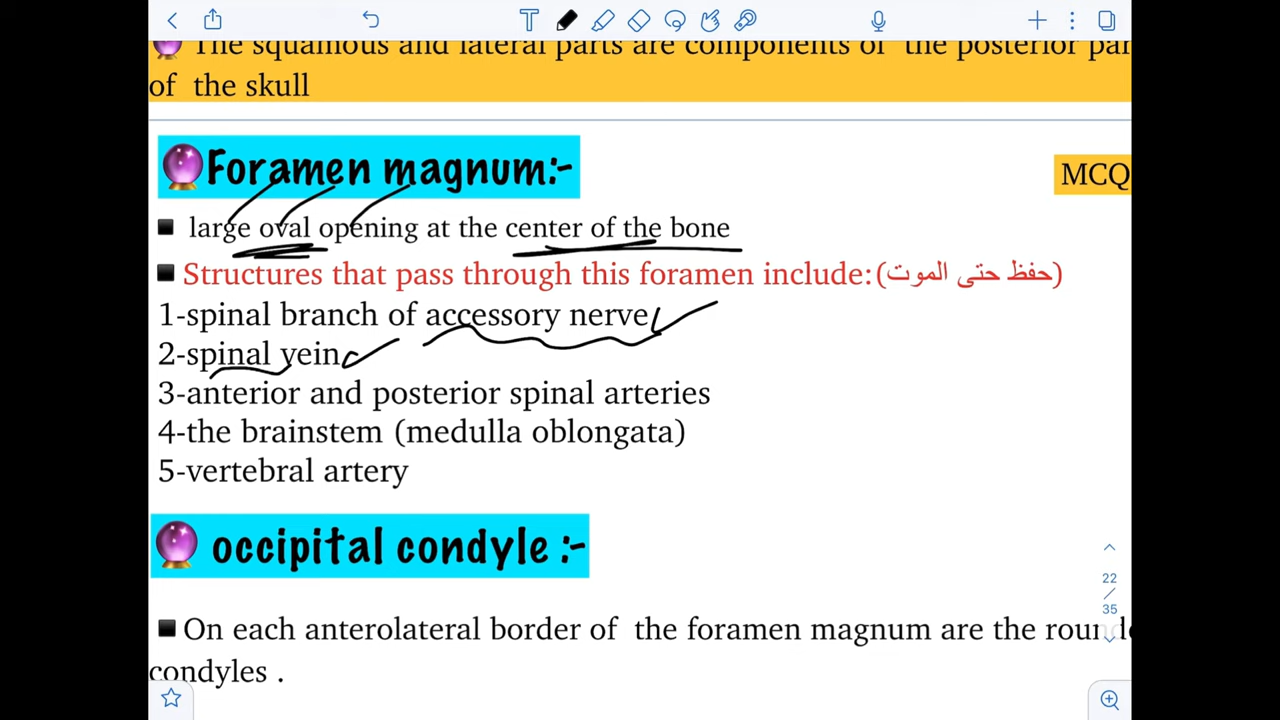 The squamous and lateral parts are components of the posterior par
of the skull
Foramen magnum:-
MCQ
large oval opening at the center of the bone
Structures that pass through this foramen include:(حفظ حتى الموت)
1-spinal branch of accessory nerve
2-spinal vein
3-anterior and posterior spinal arteries
4-the brainstem (medulla oblongata)
5-vertebral artery
occipital condyle :-
22
/
35
On each anterolateral border of the foramen magnum are the round
condyles .